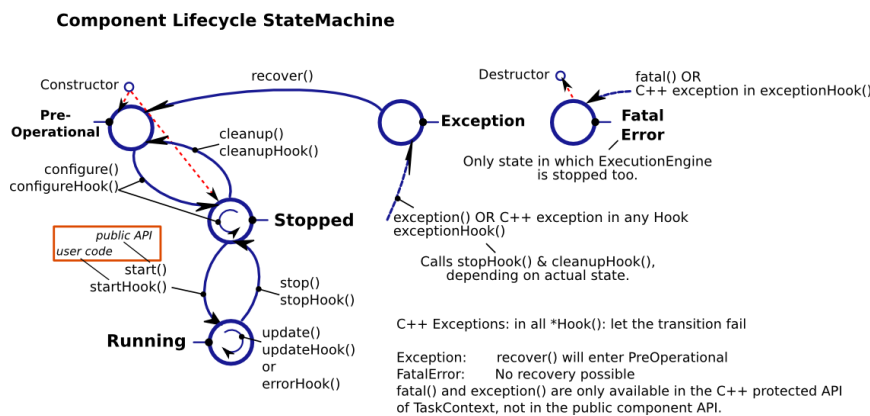 Component Lifecycle StateMachine
Constructor
recover()
Destructor
fatal() OR
C++ exception in exceptionHook()
Pre-
Operational
cleanup()
cleanupHook()
Exception
Fatal
Error
Only state in which ExecutionEngine
is stopped too.
configure()
configureHook()
Stopped
exception() OR C++ exception in any Hook
exceptionHook()
Calls stopHook() & cleanupHook(),
depending on actual state.
public API
user code
start()
startHook()
stop()
stopHook()
Running
update()
updateHook()
or
errorHook()
C++ Exceptions: in all *Hook(): let the transition fail
Exception: recover() will enter PreOperational
FatalError: No recovery possible
fatal() and exception() are only available in the C++ protected API
of TaskContext, not in the public component API.